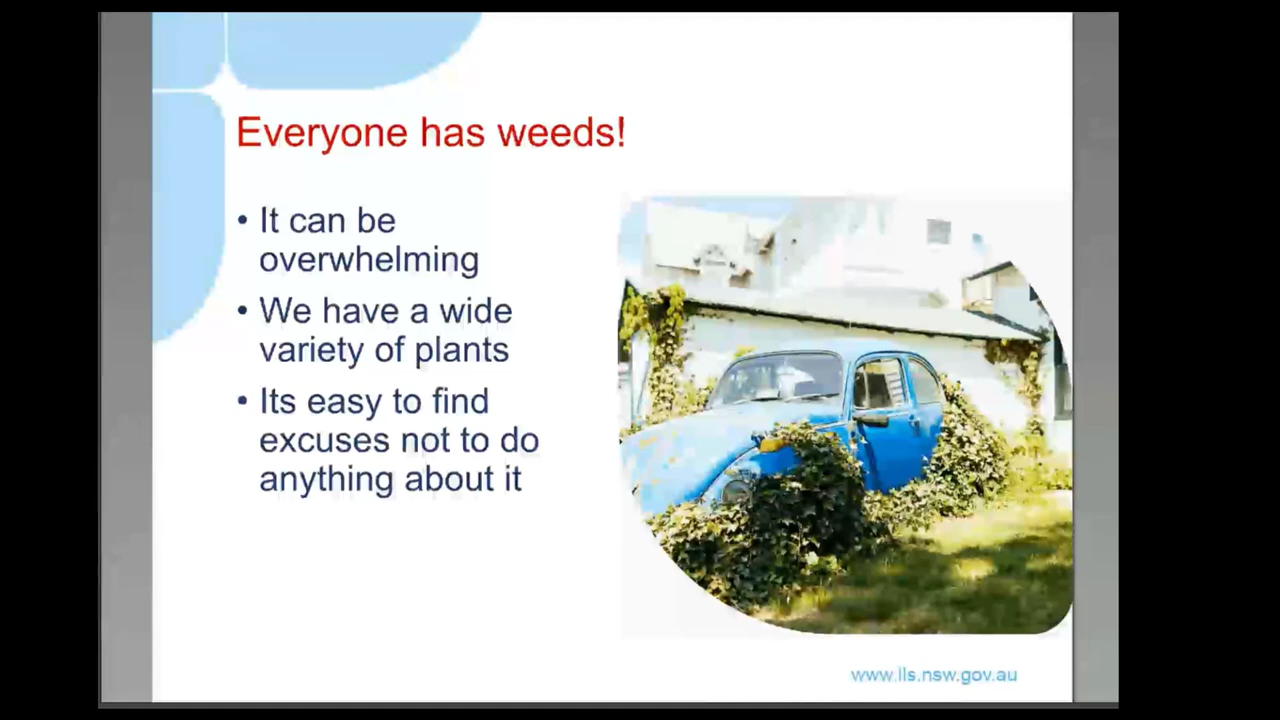 Everyone has weeds!
• It can be
overwhelming
• We have a wide
variety of plants
• Its easy to find
excuses not to do
anything about it
www.lls.nsw.gov.au